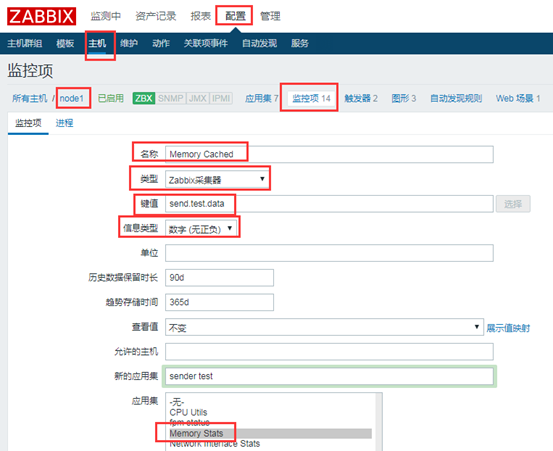 ZABBIX 监测中 资产记录 报表 配置 管理
主机群组 模板 主机 维护 动作 关联项事件 自动发现 服务
监控项
所有主机 / node1 已启用 ZBX SNMP JMX IPMI 应用集 7 监控项 14 触发器 2 图形 3 自动发现规则 Web 场景 1
监控项 进程
名称 Memory Cached
类型 Zabbix采集器
键值 send.test.data 选择
信息类型 数字 (无正负)
单位
历史数据保留时长 90d
趋势存储时间 365d
查看值 不变 展示值映射
允许的主机
新的应用集 sender test
应用集 -无-
CPU Utils
fpm status
Memory Stats
Network Interface Stats